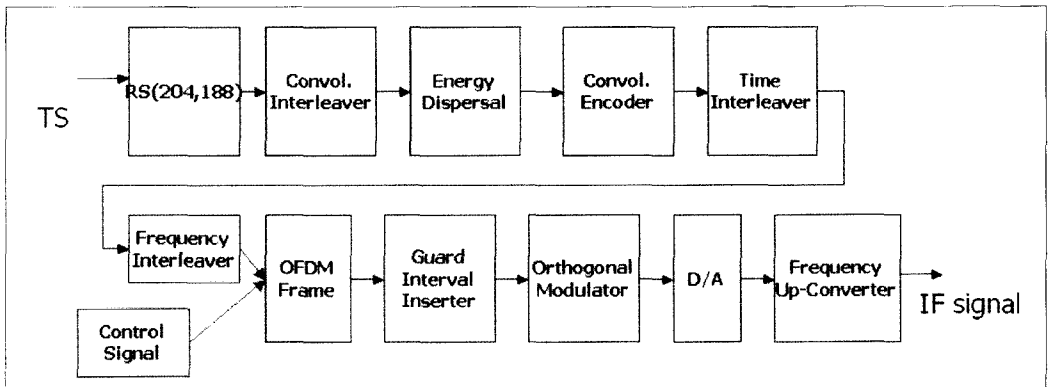 TS
RS(204,188)
Convol.
Interleaver
Energy
Dispersal
Convol.
Encoder
Time
Interleaver
Frequency
Interleaver
Control
Signal
OFDM
Frame
Guard
Interval
Inserter
Orthogonal
Modulator
D/A
Frequency
Up-Converter
IF signal